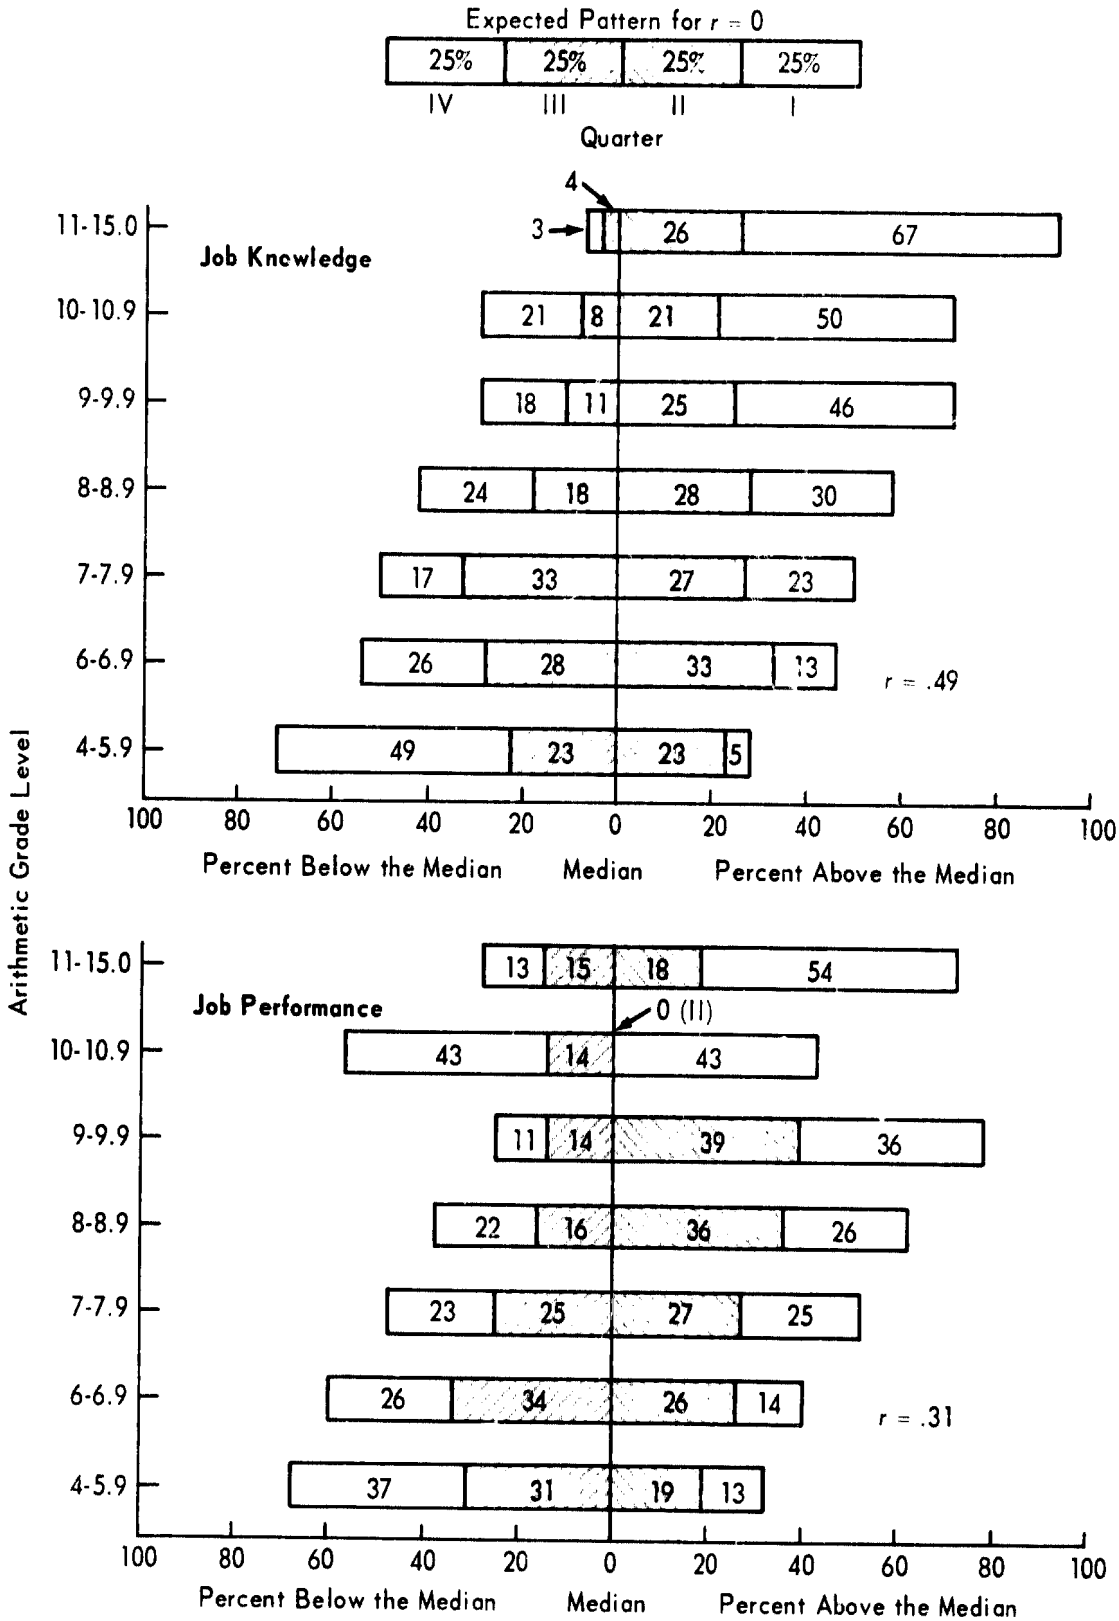 Expected Pattern for r = 0
25% 25% 25% 25%
IV III II I
Quarter
4
11-15.0 3 26 67
Job Knowledge
10-10.9 21 8 21 50
9-9.9 18 11 25 46
8-8.9 24 18 28 30
7-7.9 17 33 27 23
6-6.9 26 28 33 13
r = .49
4-5.9 49 23 23 5
100 80 60 40 20 0 20 40 60 80 100
Percent Below the Median Median Percent Above the Median
Arithmetic Grade Level
11-15.0 13 15 18 54
Job Performance 0 (II)
10-10.9 43 14 43
9-9.9 11 14 39 36
8-8.9 22 16 36 26
7-7.9 23 25 27 25
6-6.9 26 34 26 14
r = .31
4-5.9 37 31 19 13
100 80 60 40 20 0 20 40 60 80 100
Percent Below the Median Median Percent Above the Median